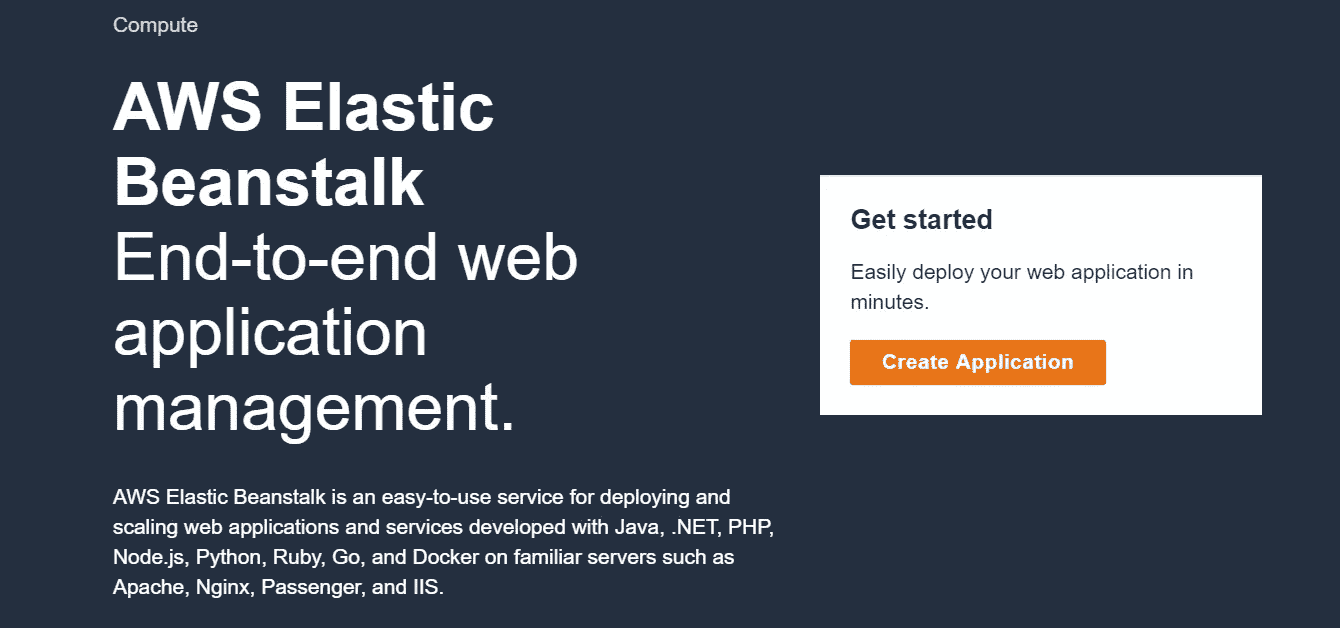 Compute
AWS Elastic
Beanstalk
End-to-end web
application
management.
AWS Elastic Beanstalk is an easy-to-use service for deploying and
scaling web applications and services developed with Java, .NET, PHP,
Node.js, Python, Ruby, Go, and Docker on familiar servers such as
Apache, Nginx, Passenger, and IIS.
Get started
Easily deploy your web application in
minutes.
Create Application